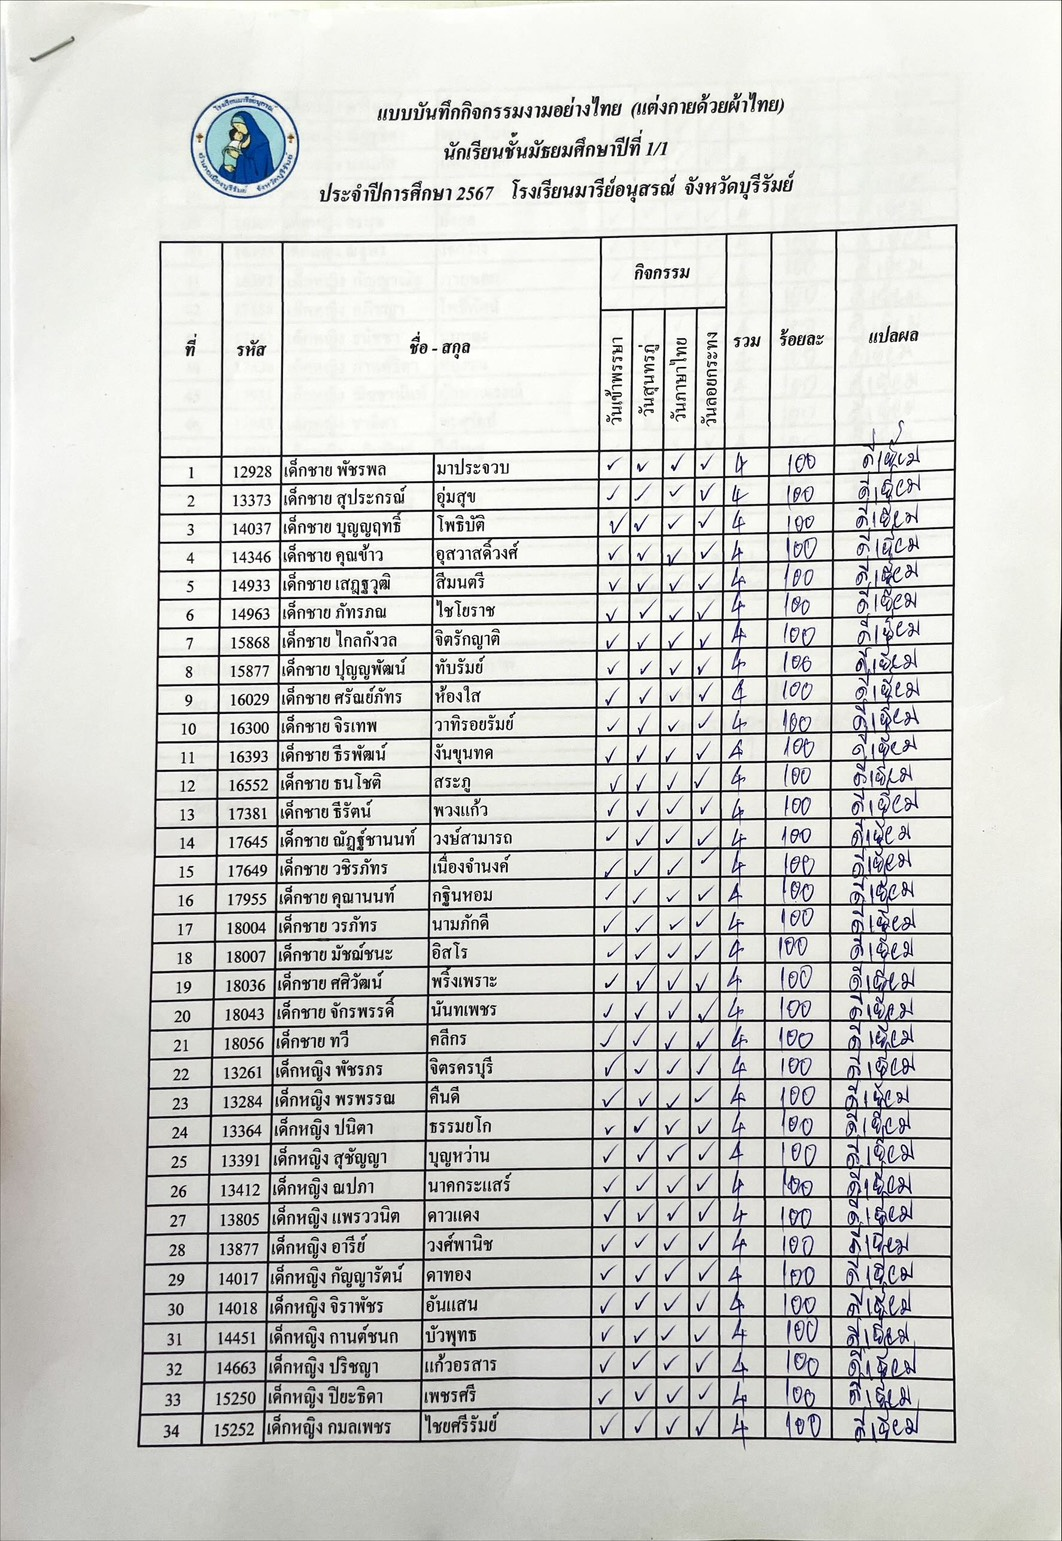 โรงเรียนมารีย์อนุสรณ์
อำเภอเมืองบุรีรัมย์ จังหวัดบุรีรัมย์
แบบบันทึกกิจกรรมงามอย่างไทย (แต่งกายด้วยผ้าไทย)
นักเรียนชั้นมัธยมศึกษาปีที่ 1/1
ประจำปีการศึกษา 2567 โรงเรียนมารีย์อนุสรณ์ จังหวัดบุรีรัมย์
ที่ รหัส ชื่อ - สกุล กิจกรรม รวม ร้อยละ แปลผล
วันเข้าพรรษา วันสุนทรภู่ วันภาษาไทย วันลอยกระทง
1 12928 เด็กชาย พัชรพล มาประจวบ ✓ ✓ ✓ ✓ 4 100 ดีเยี่ยม
2 13373 เด็กชาย สุประกรณ์ อุ่มสุข ✓ ✓ ✓ ✓ 4 100 ดีเยี่ยม
3 14037 เด็กชาย บุญญฤทธิ์ โพธิบัติ ✓ ✓ ✓ ✓ 4 100 ดีเยี่ยม
4 14346 เด็กชาย คุณข้าว อุสวาสดิ์วงศ์ ✓ ✓ ✓ ✓ 4 100 ดีเยี่ยม
5 14933 เด็กชาย เสฎฐวุฒิ สีมนตรี ✓ ✓ ✓ ✓ 4 100 ดีเยี่ยม
6 14963 เด็กชาย ภัทรภณ ไชโยราช ✓ ✓ ✓ ✓ 4 100 ดีเยี่ยม
7 15868 เด็กชาย ไกลกังวล จิตรักญาติ ✓ ✓ ✓ ✓ 4 100 ดีเยี่ยม
8 15877 เด็กชาย ปุญญพัฒน์ ทับรัมย์ ✓ ✓ ✓ ✓ 4 100 ดีเยี่ยม
9 16029 เด็กชาย ศรัณย์ภัทร ห้องใส ✓ ✓ ✓ ✓ 4 100 ดีเยี่ยม
10 16300 เด็กชาย จิรเทพ วาทิรอยรัมย์ ✓ ✓ ✓ ✓ 4 100 ดีเยี่ยม
11 16393 เด็กชาย ธีรพัฒน์ งันขุนทด ✓ ✓ ✓ ✓ 4 100 ดีเยี่ยม
12 16552 เด็กชาย ธนโชติ สระภู ✓ ✓ ✓ ✓ 4 100 ดีเยี่ยม
13 17381 เด็กชาย ธีรัตน์ พวงแก้ว ✓ ✓ ✓ ✓ 4 100 ดีเยี่ยม
14 17645 เด็กชาย ณัฏฐ์ชานนท์ วงษ์สามารถ ✓ ✓ ✓ ✓ 4 100 ดีเยี่ยม
15 17649 เด็กชาย วชิรภัทร เนื่องจำนงค์ ✓ ✓ ✓ ✓ 4 100 ดีเยี่ยม
16 17955 เด็กชาย คุณานนท์ กฐินหอม ✓ ✓ ✓ ✓ 4 100 ดีเยี่ยม
17 18004 เด็กชาย วรภัทร นามภักดี ✓ ✓ ✓ ✓ 4 100 ดีเยี่ยม
18 18007 เด็กชาย มัชฌ์ชนะ อิสโร ✓ ✓ ✓ ✓ 4 100 ดีเยี่ยม
19 18036 เด็กชาย ศศิวัฒน์ พริ้งเพราะ ✓ ✓ ✓ ✓ 4 100 ดีเยี่ยม
20 18043 เด็กชาย จักรพรรดิ์ นันทเพชร ✓ ✓ ✓ ✓ 4 100 ดีเยี่ยม
21 18056 เด็กชาย ทวี คลีกร ✓ ✓ ✓ ✓ 4 100 ดีเยี่ยม
22 13261 เด็กหญิง พัชรภร จิตรครบุรี ✓ ✓ ✓ ✓ 4 100 ดีเยี่ยม
23 13284 เด็กหญิง พรพรรณ คืนดี ✓ ✓ ✓ ✓ 4 100 ดีเยี่ยม
24 13364 เด็กหญิง ปนิตา ธรรมยโก ✓ ✓ ✓ ✓ 4 100 ดีเยี่ยม
25 13391 เด็กหญิง สุชัญญา บุญหว่าน ✓ ✓ ✓ ✓ 4 100 ดีเยี่ยม
26 13412 เด็กหญิง ณปภา นาคกระแสร์ ✓ ✓ ✓ ✓ 4 100 ดีเยี่ยม
27 13805 เด็กหญิง แพรววนิต ดาวแดง ✓ ✓ ✓ ✓ 4 100 ดีเยี่ยม
28 13877 เด็กหญิง อารีย์ วงศ์พานิช ✓ ✓ ✓ ✓ 4 100 ดีเยี่ยม
29 14017 เด็กหญิง กัญญารัตน์ ดาทอง ✓ ✓ ✓ ✓ 4 100 ดีเยี่ยม
30 14018 เด็กหญิง จิราพัชร อันแสน ✓ ✓ ✓ ✓ 4 100 ดีเยี่ยม
31 14451 เด็กหญิง กานต์ชนก บัวพุทธ ✓ ✓ ✓ ✓ 4 100 ดีเยี่ยม
32 14663 เด็กหญิง ปริชญา แก้วอรสาร ✓ ✓ ✓ ✓ 4 100 ดีเยี่ยม
33 15250 เด็กหญิง ปิยะธิดา เพชรศรี ✓ ✓ ✓ ✓ 4 100 ดีเยี่ยม
34 15252 เด็กหญิง กมลเพชร ไชยศรีรัมย์ ✓ ✓ ✓ ✓ 4 100 ดีเยี่ยม